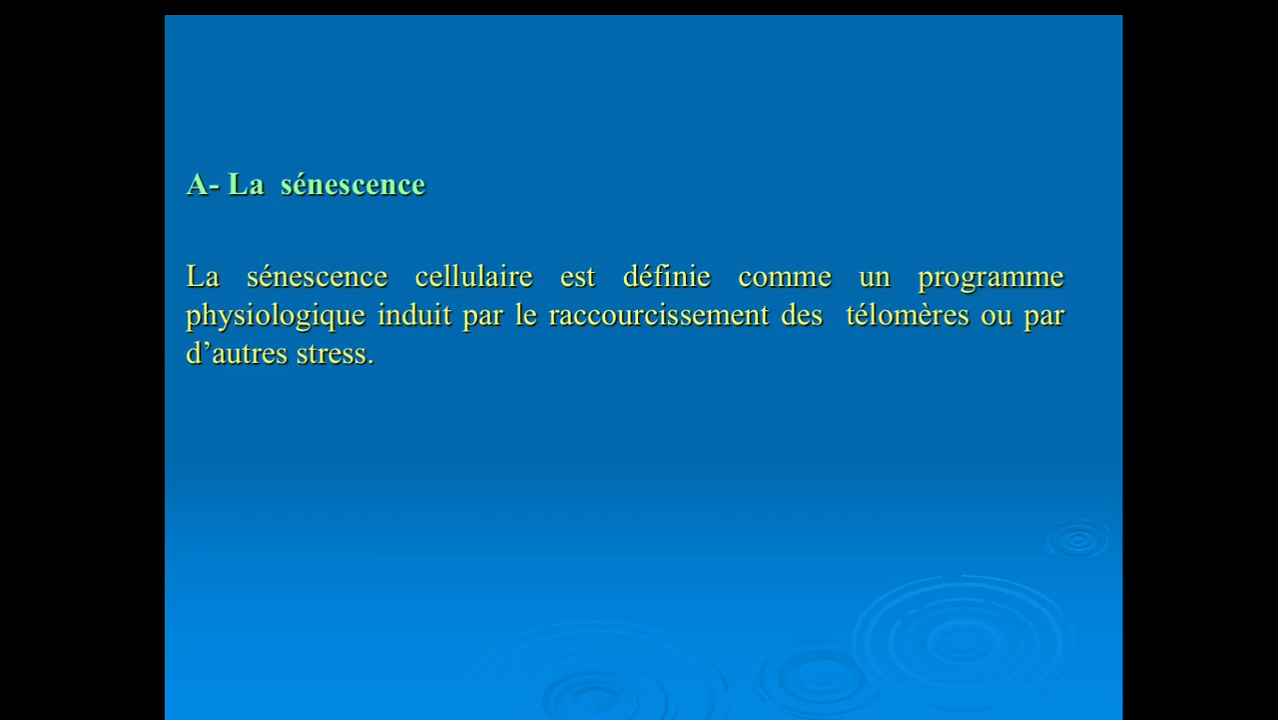 A- La sénescence
La sénescence cellulaire est définie comme un programme
physiologique induit par le raccourcissement des télomères ou par
d’autres stress.